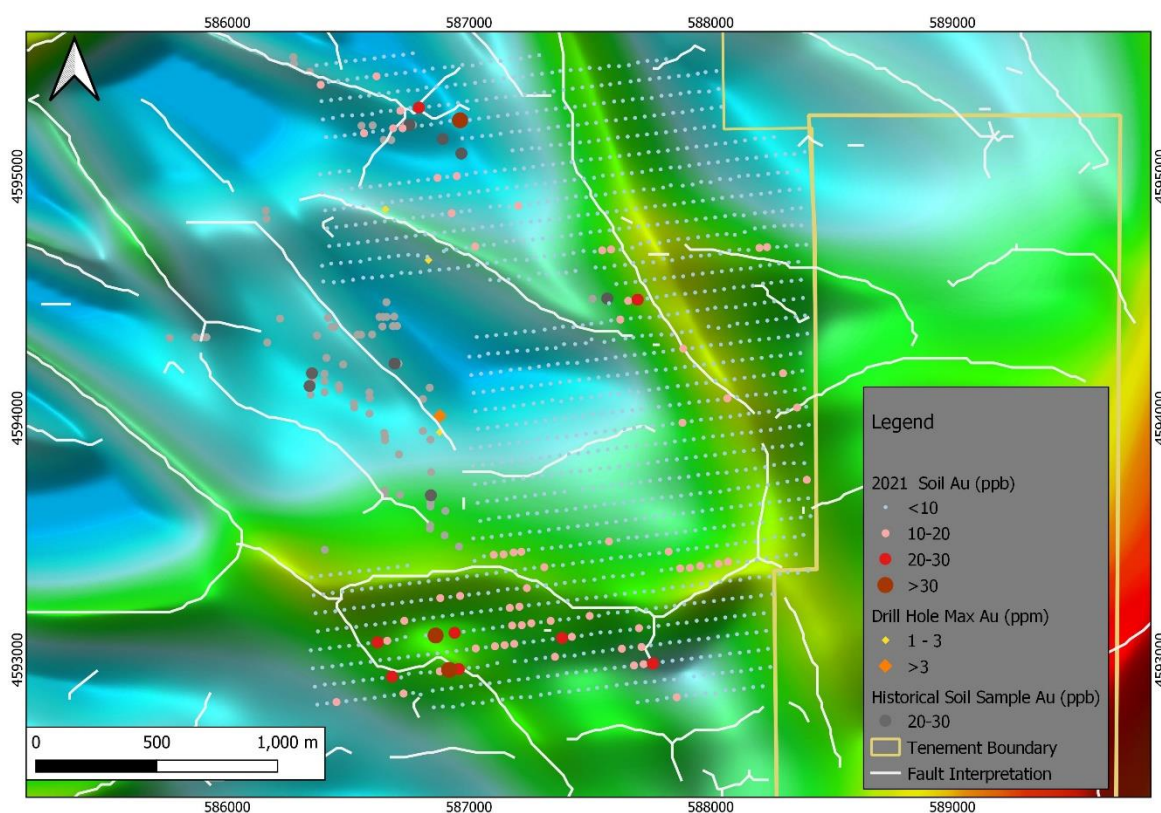 586000 587000 588000 589000
4595000 4595000
4594000 4594000
4593000 4593000
Legend
2021 Soil Au (ppb)
<10
10-20
20-30
>30
Drill Hole Max Au (ppm)
1 - 3
>3
Historical Soil Sample Au (ppb)
20-30
Tenement Boundary
Fault Interpretation
0 500 1,000 m
586000 587000 588000 589000